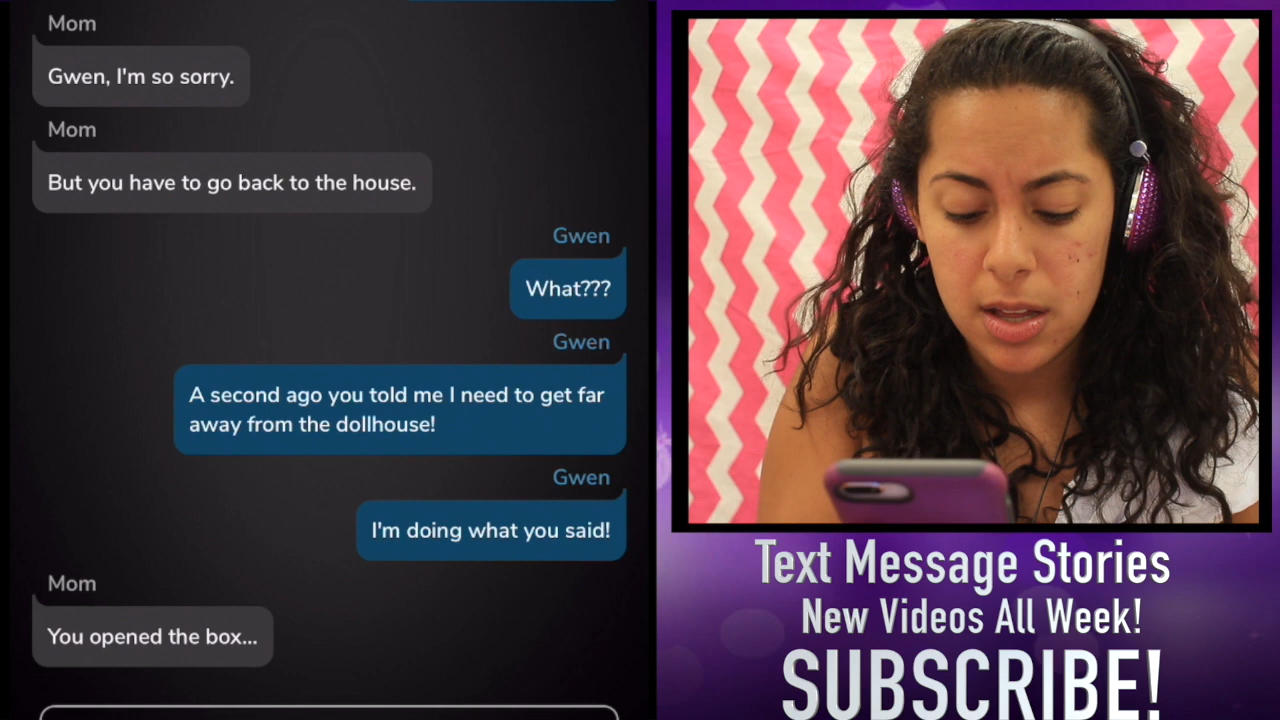 Mom
Gwen, I'm so sorry.
Mom
But you have to go back to the house.
Gwen
What???
Gwen
A second ago you told me I need to get far
away from the dollhouse!
Gwen
I'm doing what you said!
Mom
You opened the box...
Text Message Stories
New Videos All Week!
SUBSCRIBE!